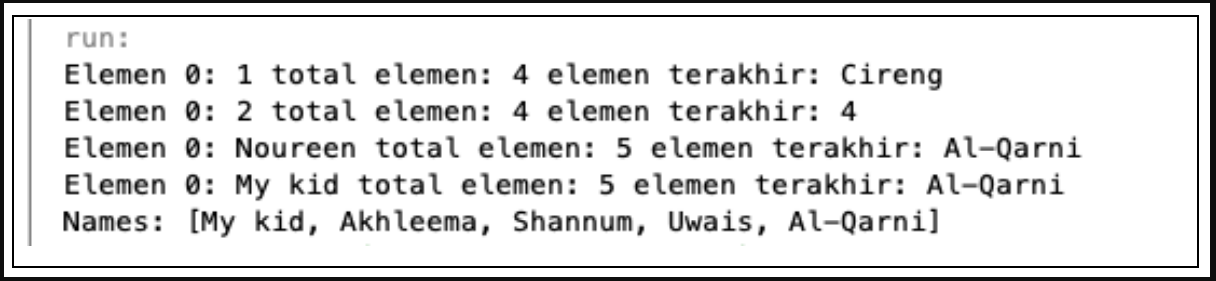 run:
Elemen 0: 1 total elemen: 4 elemen terakhir: Cireng
Elemen 0: 2 total elemen: 4 elemen terakhir: 4
Elemen 0: Noureen total elemen: 5 elemen terakhir: Al-Qarni
Elemen 0: My kid total elemen: 5 elemen terakhir: Al-Qarni
Names: [My kid, Akhleema, Shannum, Uwais, Al-Qarni]